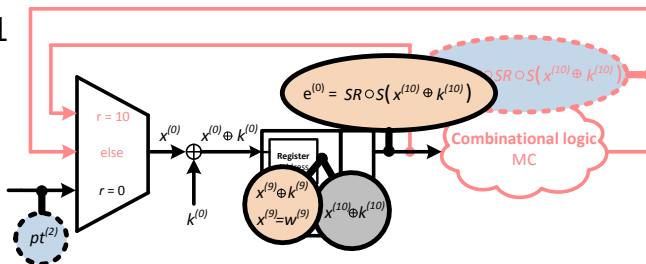 1
e^(0) = SR○S(x^(10) ⊕ k^(10))
○SR○S(x^(10) ⊕ k^(10))
r = 10
x^(0)
x^(0) ⊕ k^(0)
else
Combinational logic
MC
Register
r = 0
k^(0)
x^(9)⊕k^(9)
x^(9)=w^(9)
x^(10)⊕k^(10)
pt^(2)